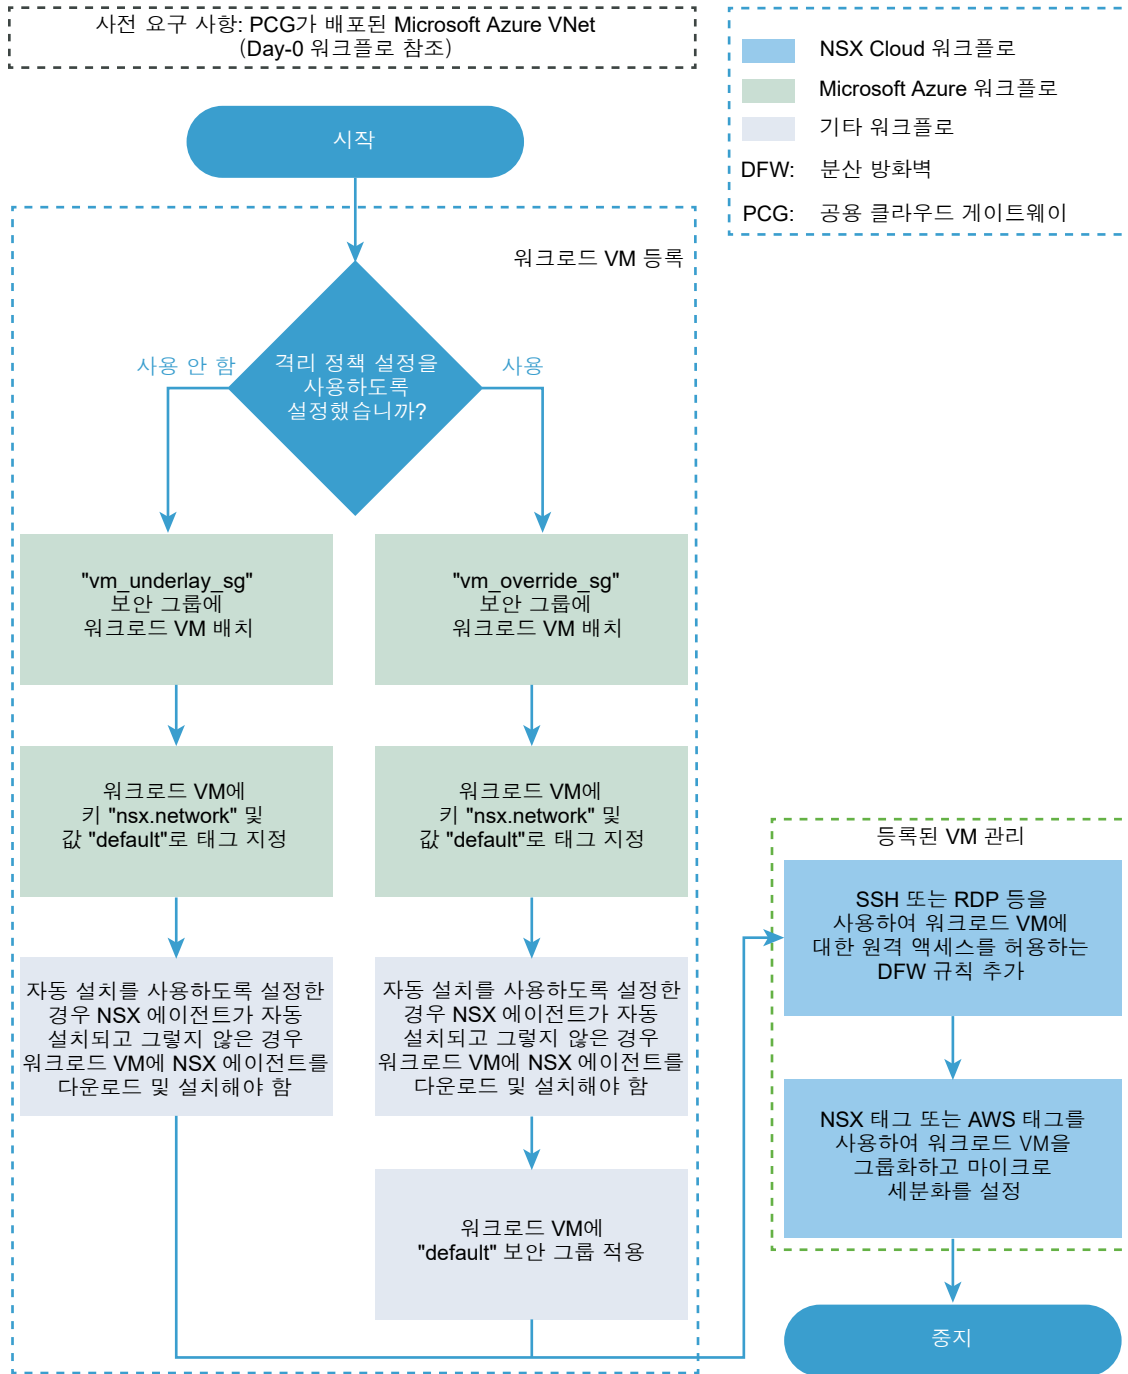 사전 요구 사항: PCG가 배포된 Microsoft Azure VNet
(Day-0 워크플로 참조)
NSX Cloud 워크플로
Microsoft Azure 워크플로
기타 워크플로
DFW: 분산 방화벽
PCG: 공용 클라우드 게이트웨이
시작
워크로드 VM 등록
격리 정책 설정을
사용하도록
설정했습니까?
사용 안 함
사용
"vm_underlay_sg"
보안 그룹에
워크로드 VM 배치
"vm_override_sg"
보안 그룹에
워크로드 VM 배치
워크로드 VM에
키 "nsx.network" 및
값 "default"로 태그 지정
워크로드 VM에
키 "nsx.network" 및
값 "default"로 태그 지정
자동 설치를 사용하도록 설정한
경우 NSX 에이전트가 자동
설치되고 그렇지 않은 경우
워크로드 VM에 NSX 에이전트를
다운로드 및 설치해야 함
자동 설치를 사용하도록 설정한
경우 NSX 에이전트가 자동
설치되고 그렇지 않은 경우
워크로드 VM에 NSX 에이전트를
다운로드 및 설치해야 함
워크로드 VM에
"default" 보안 그룹 적용
등록된 VM 관리
SSH 또는 RDP 등을
사용하여 워크로드 VM에
대한 원격 액세스를 허용하는
DFW 규칙 추가
NSX 태그 또는 AWS 태그를
사용하여 워크로드 VM을
그룹화하고 마이크로
세분화를 설정
중지